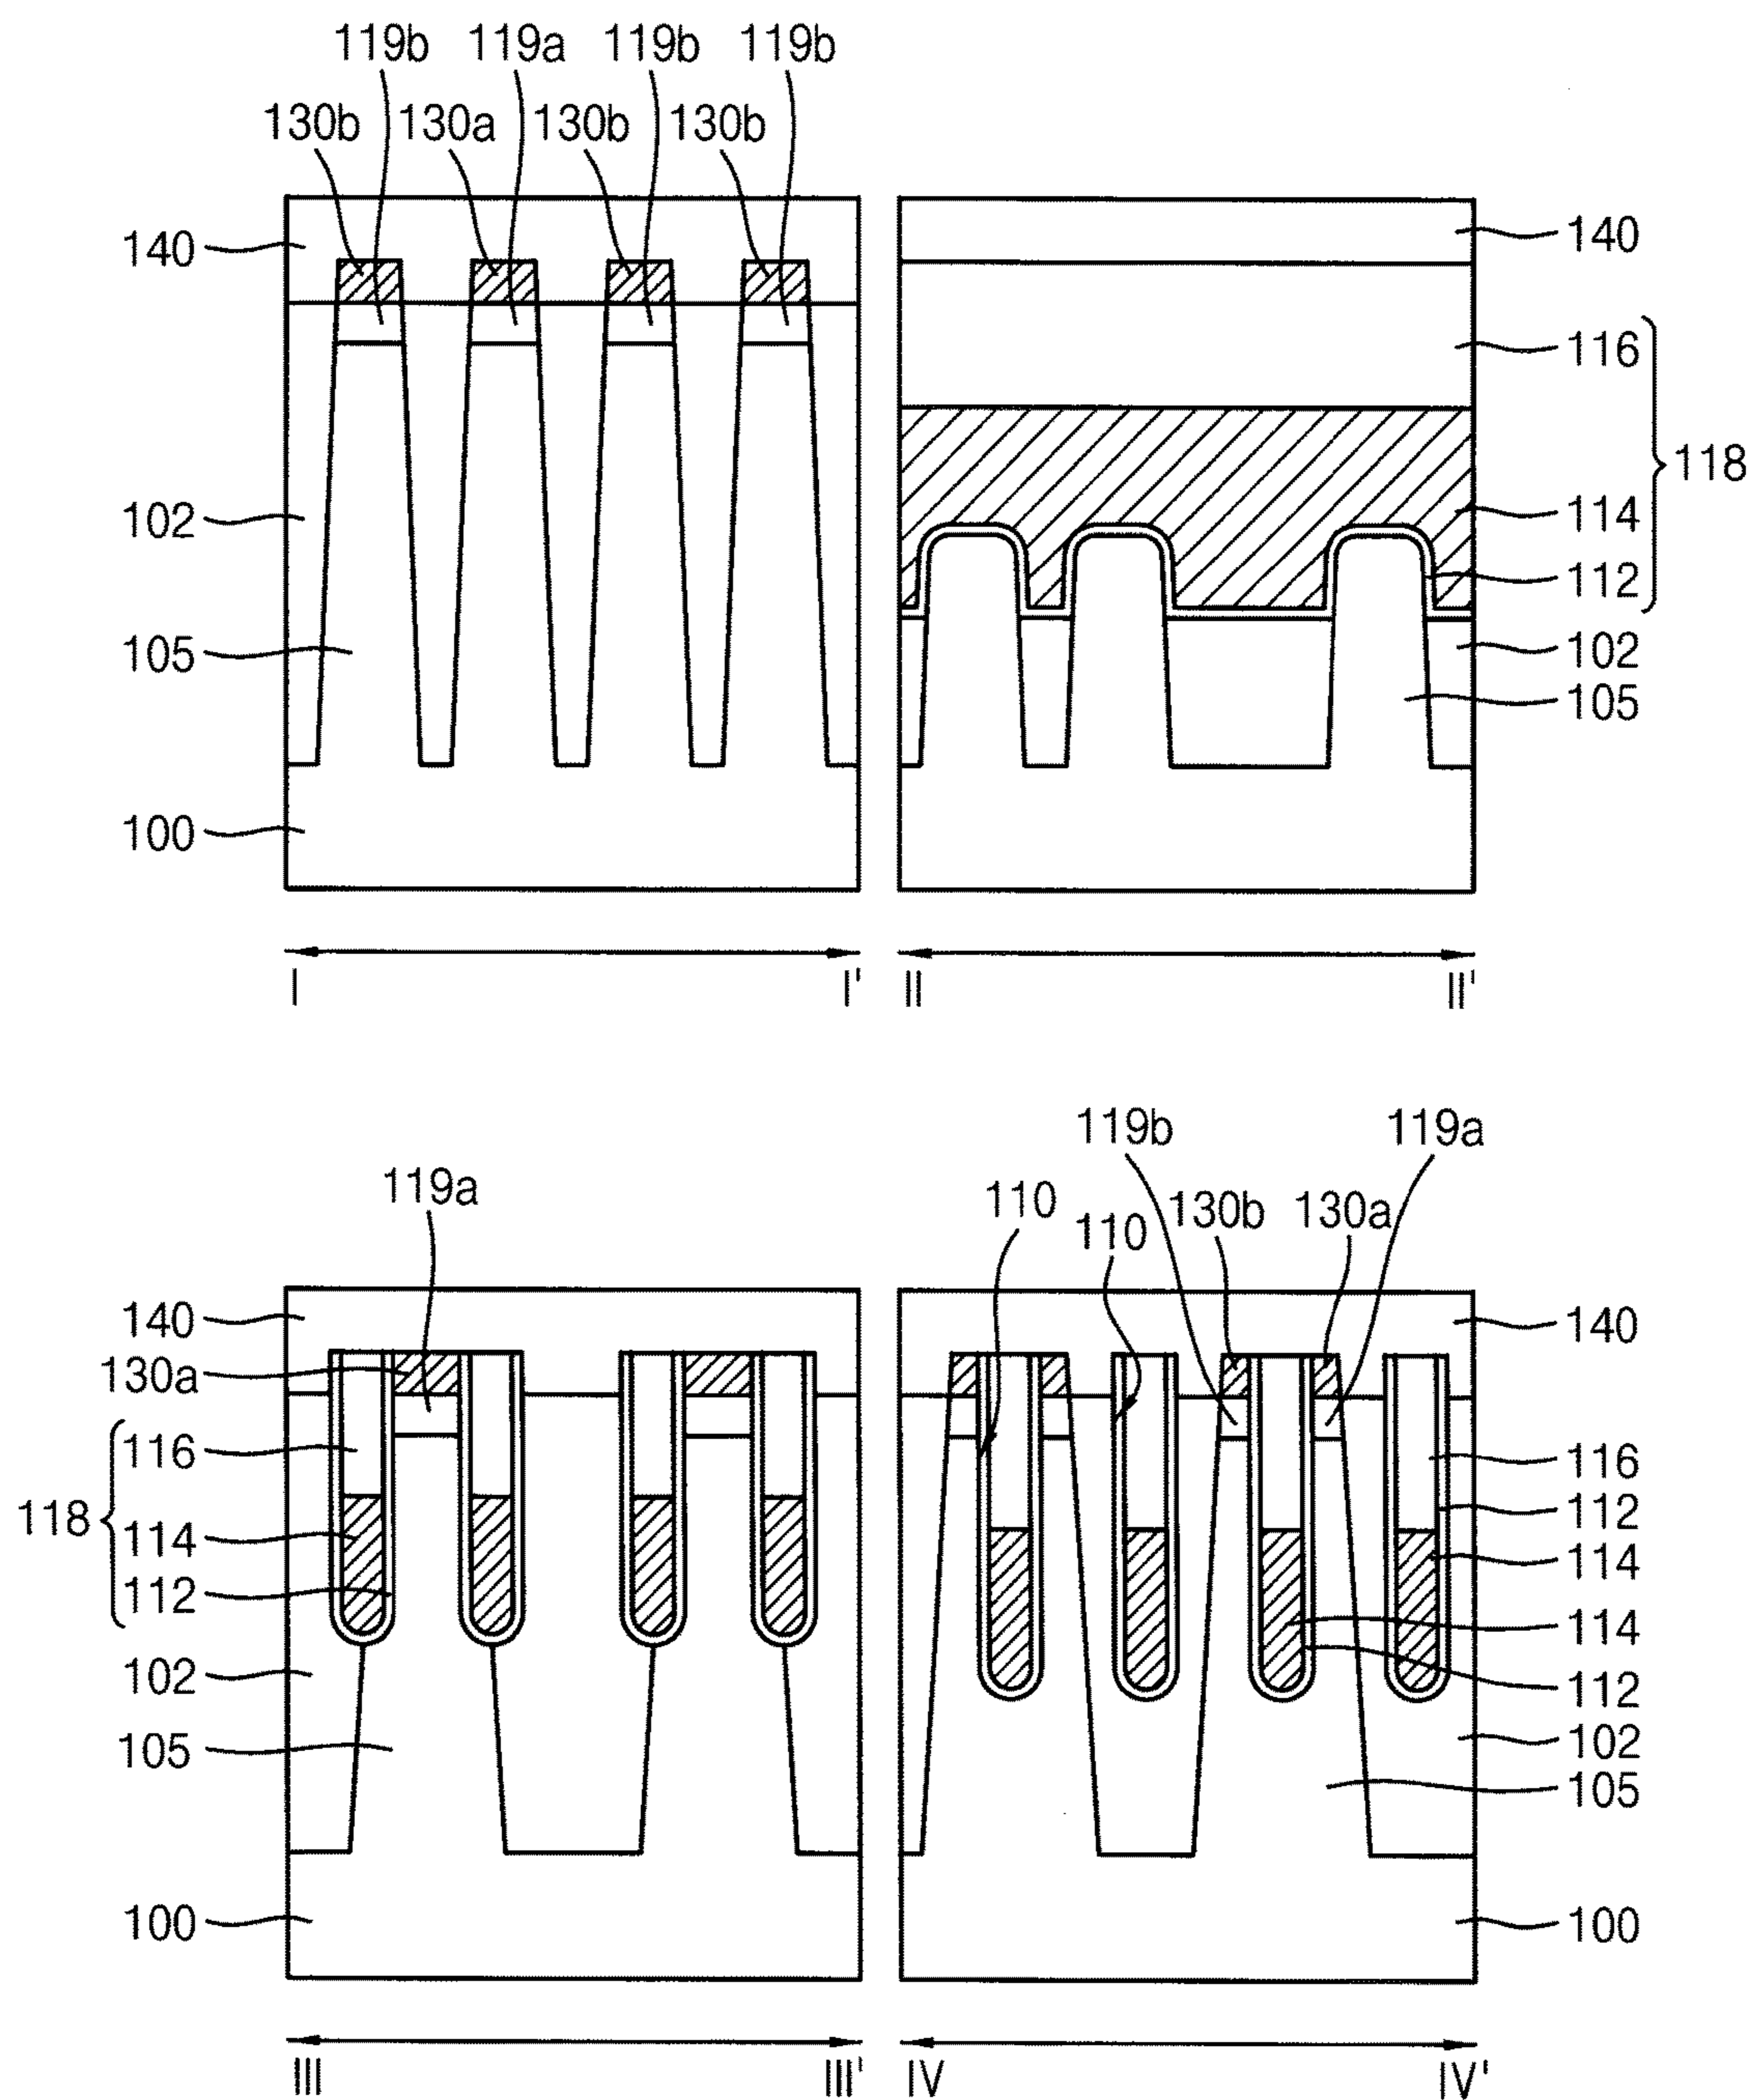 119b 119a 119b 119b
130b 130a 130b 130b
140 140
116
118
102 114
112
105 102
105
100
I I' II II'
119b 119a
119a 110 130b 130a
110
140 140
130a
116 116
118 112
114 114
112 114
102 112
105 102
105
100 100
III III' IV IV'